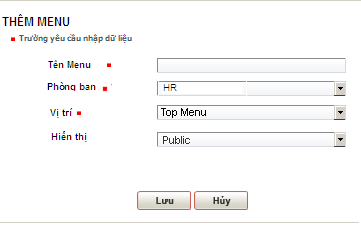 THÊM MENU
Trường yêu cầu nhập dữ liệu
Tên Menu
Phòng ban HR
Vị trí Top Menu
Hiển thị Public
Lưu Hủy